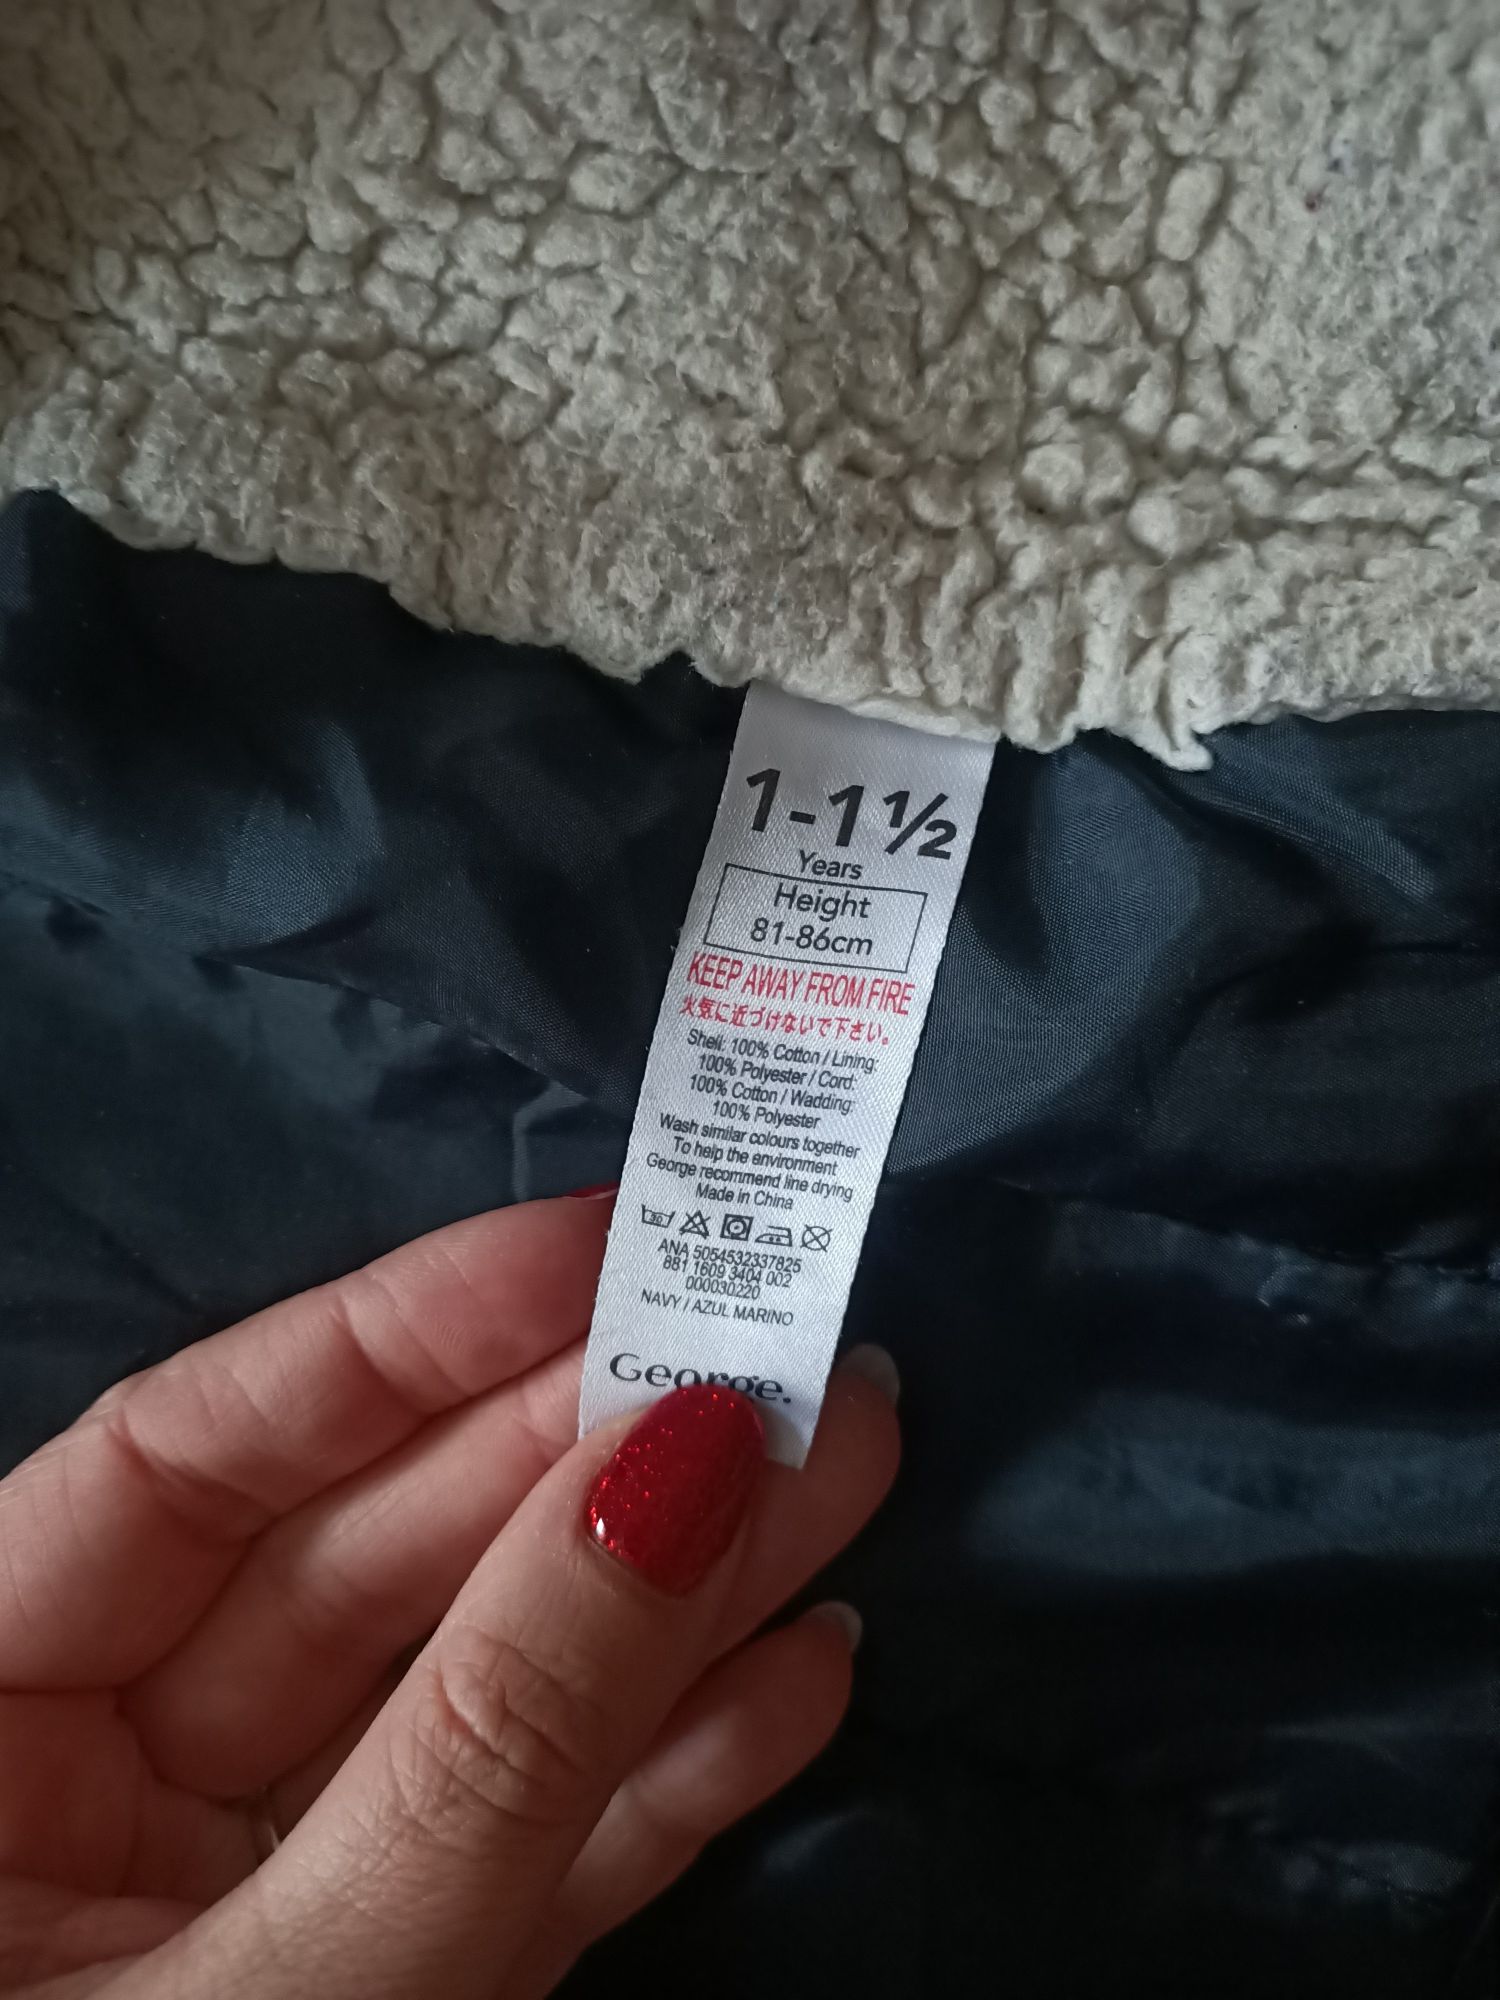 1-1½
Years
Height
81-86cm
KEEP AWAY FROM FIRE
火気に近づけないで下さい。
Shell: 100% Cotton / Lining:
100% Polyester / Cord:
100% Cotton / Wadding:
100% Polyester
Wash similar colours together
To help the environment
George recommend line drying
Made in China
30
ANA 5054532337825
881 1609 3404 002
000030220
NAVY / AZUL MARINO
George.